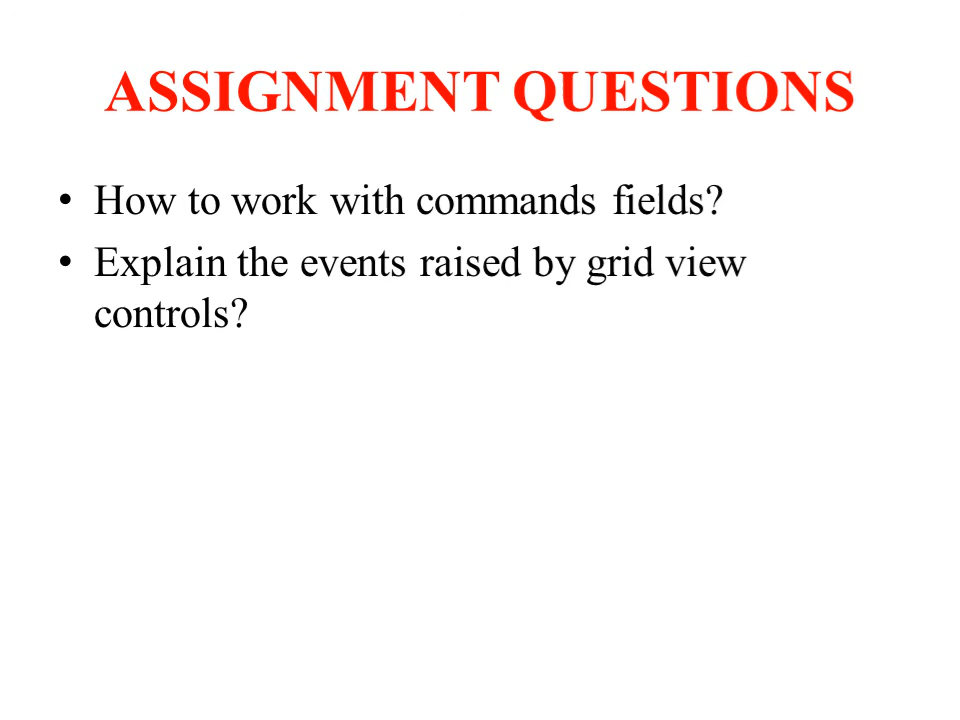 ASSIGNMENT QUESTIONS
• How to work with commands fields?
• Explain the events raised by grid view
controls?